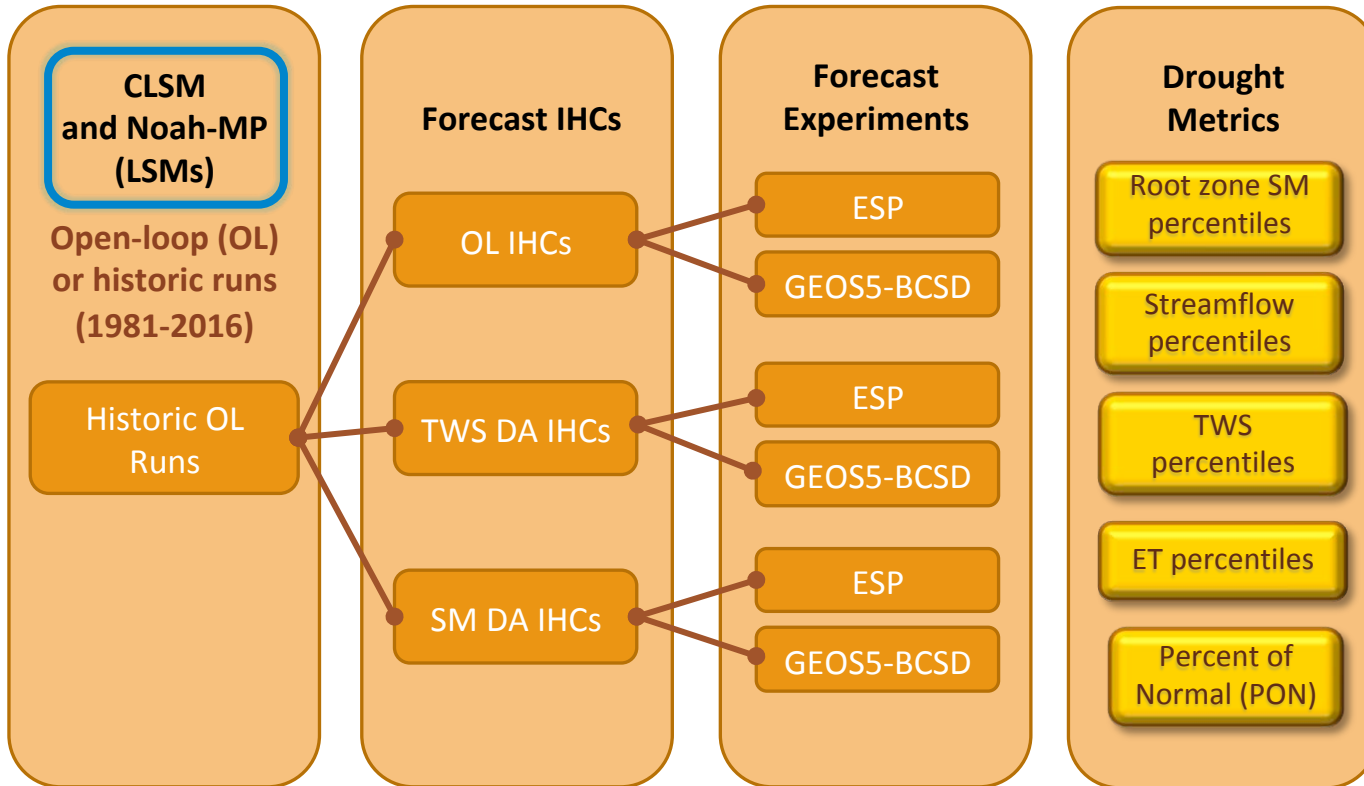 CLSM
and Noah-MP
(LSMs)
Open-loop (OL)
or historic runs
(1981-2016)
Historic OL
Runs
Forecast IHCs
OL IHCs
TWS DA IHCs
SM DA IHCs
Forecast
Experiments
ESP
GEOS5-BCSD
ESP
GEOS5-BCSD
ESP
GEOS5-BCSD
Drought
Metrics
Root zone SM
percentiles
Streamflow
percentiles
TWS
percentiles
ET percentiles
Percent of
Normal (PON)